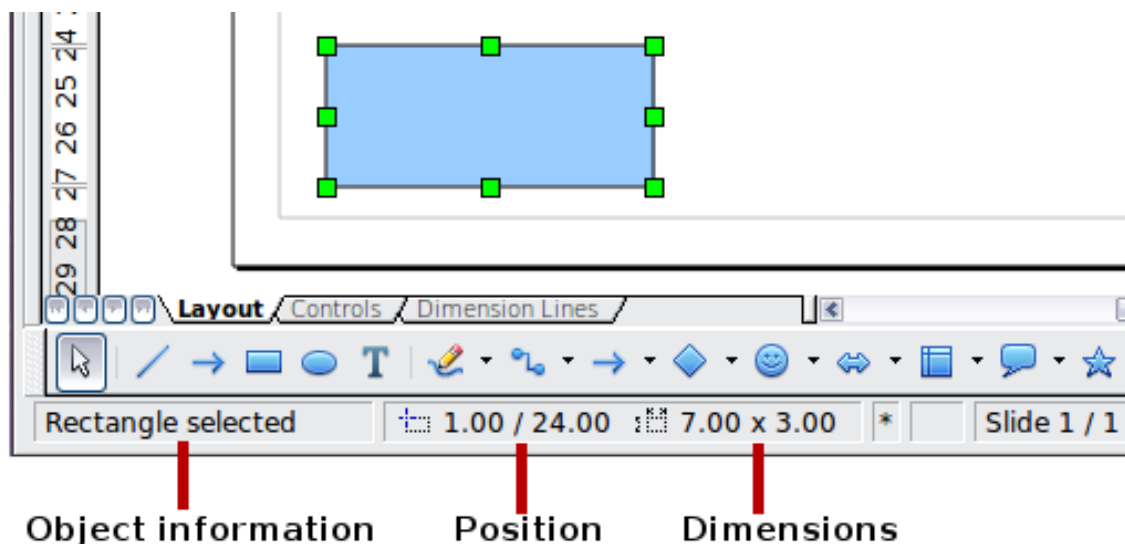 24
25
26
27
28
29
Layout Controls Dimension Lines
T
Rectangle selected 1.00 / 24.00 7.00 x 3.00 * Slide 1 / 1
Object information Position Dimensions